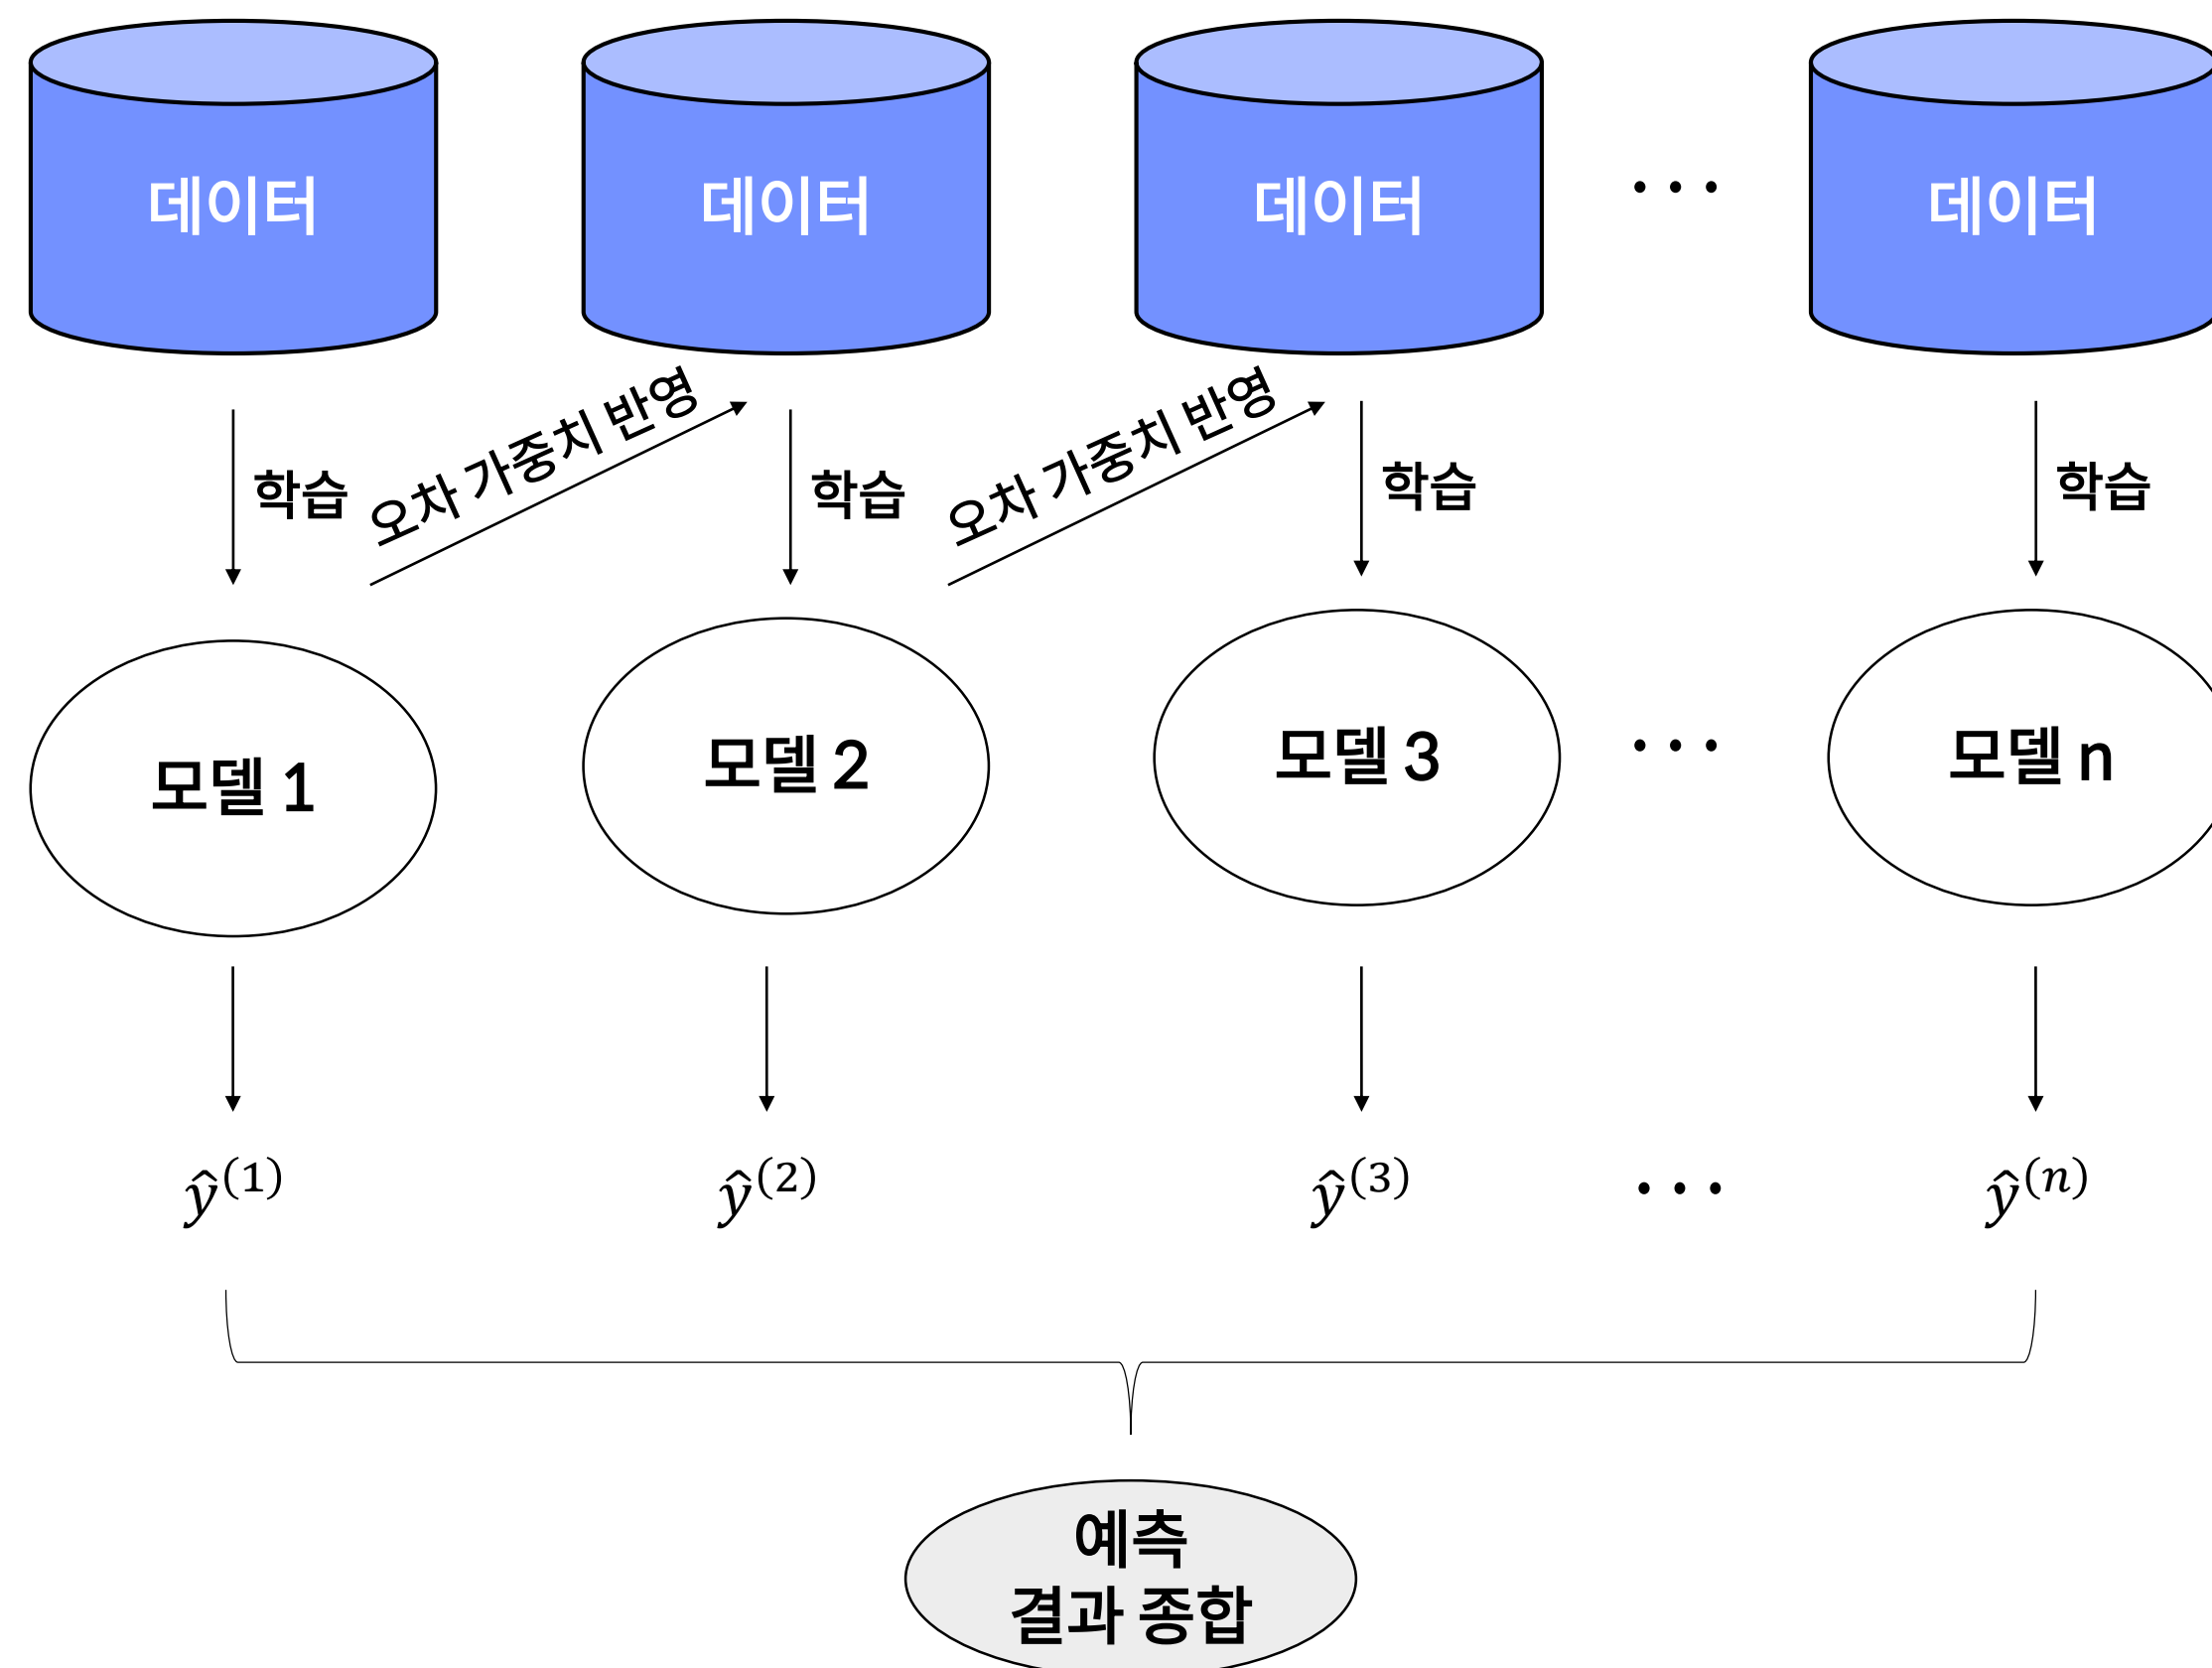 데이터
데이터
데이터
• • •
데이터
학습
오차 가중치 반영
학습
오차 가중치 반영
학습
학습
모델 1
모델 2
모델 3
• • •
모델 n
ŷ⁽¹⁾
ŷ⁽²⁾
ŷ⁽³⁾
• • •
ŷ⁽ⁿ⁾
예측
결과 종합